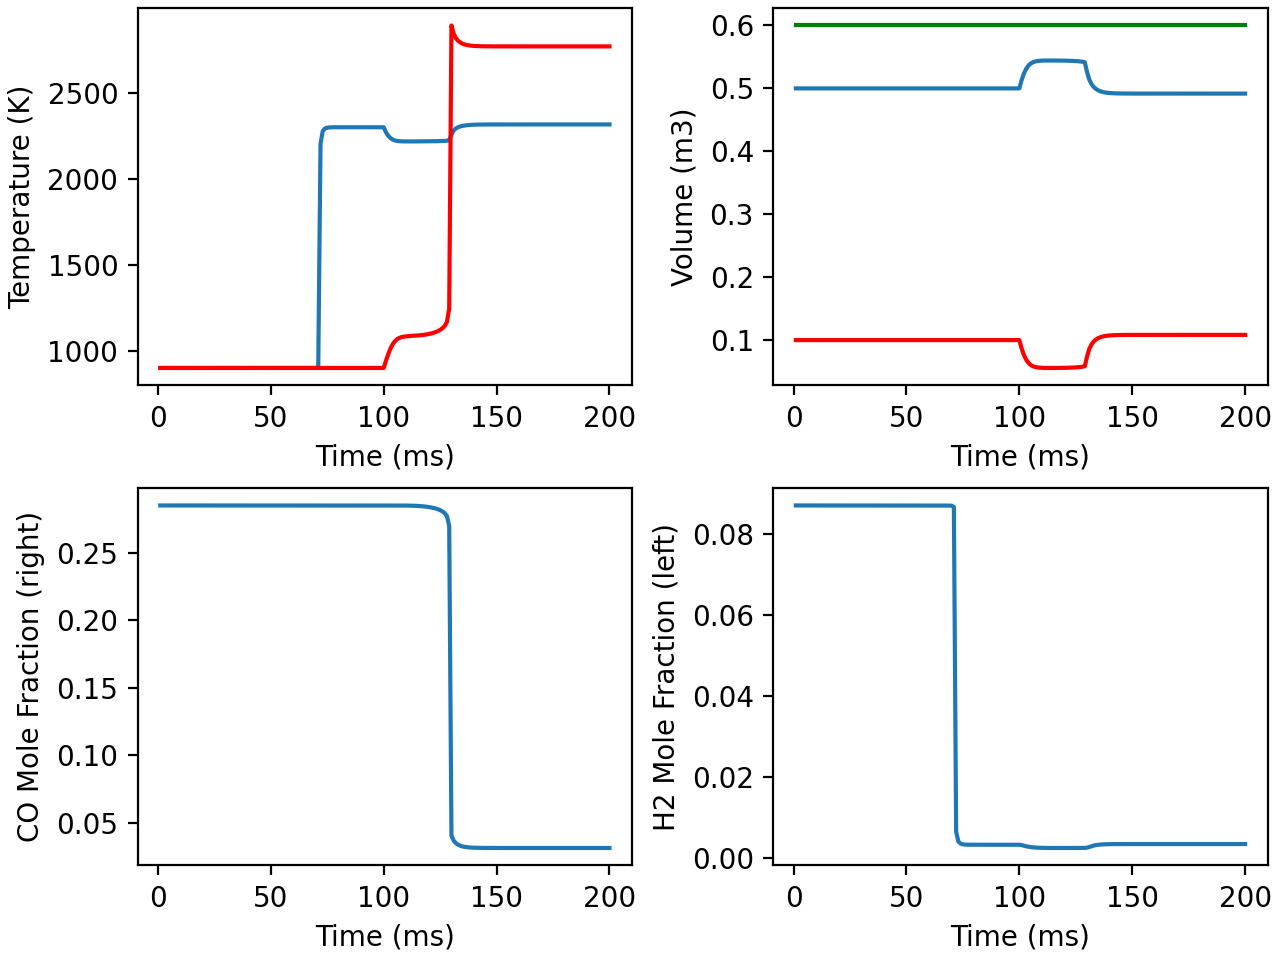 Temperature (K)
2500
2000
1500
1000
0 50 100 150 200
Time (ms)
Volume (m3)
0.6
0.5
0.4
0.3
0.2
0.1
0 50 100 150 200
Time (ms)
CO Mole Fraction (right)
0.25
0.20
0.15
0.10
0.05
0 50 100 150 200
Time (ms)
H2 Mole Fraction (left)
0.08
0.06
0.04
0.02
0.00
0 50 100 150 200
Time (ms)